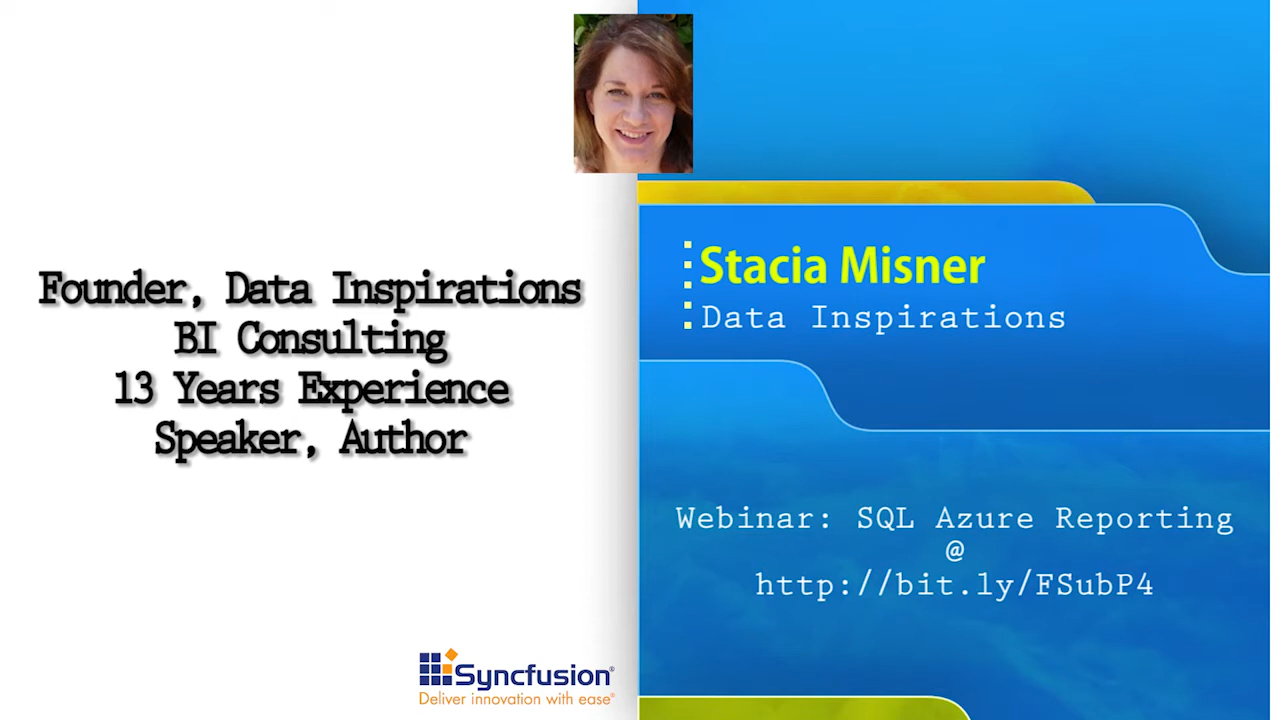 Founder, Data Inspirations
BI Consulting
13 Years Experience
Speaker, Author
Syncfusion®
Deliver innovation with ease®
Stacia Misner
Data Inspirations
Webinar: SQL Azure Reporting
@
http://bit.ly/FSubP4